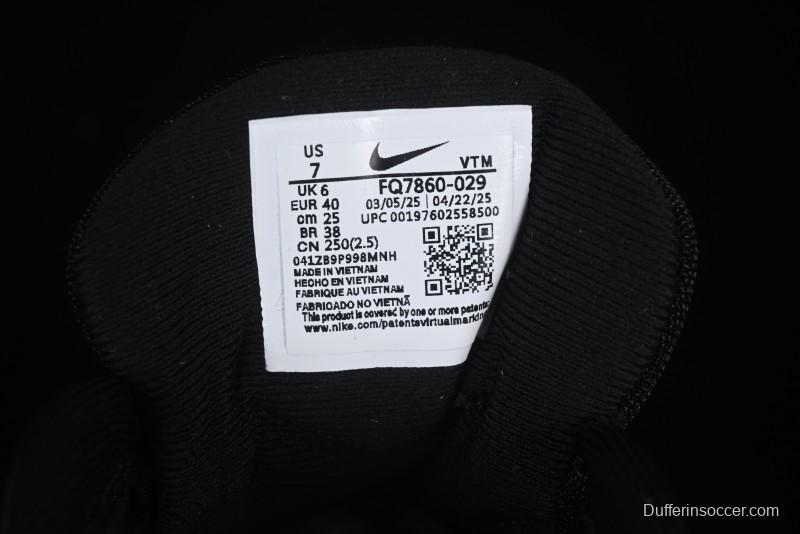 US
7
VTM
UK 6
FQ7860-029
EUR 40
03/05/25 | 04/22/25
cm 25
UPC 00197602558500
BR 38
CN 250(2.5)
041ZB9P998MNH
MADE IN VIETNAM
HECHO EN VIETNAM
FABRIQUE AU VIETNAM
FABRICADO NO VIETNÃ
This product is covered by one or more patents:
www.nike.com/patentsvirtualmarkin
Dufferinsoccer.com